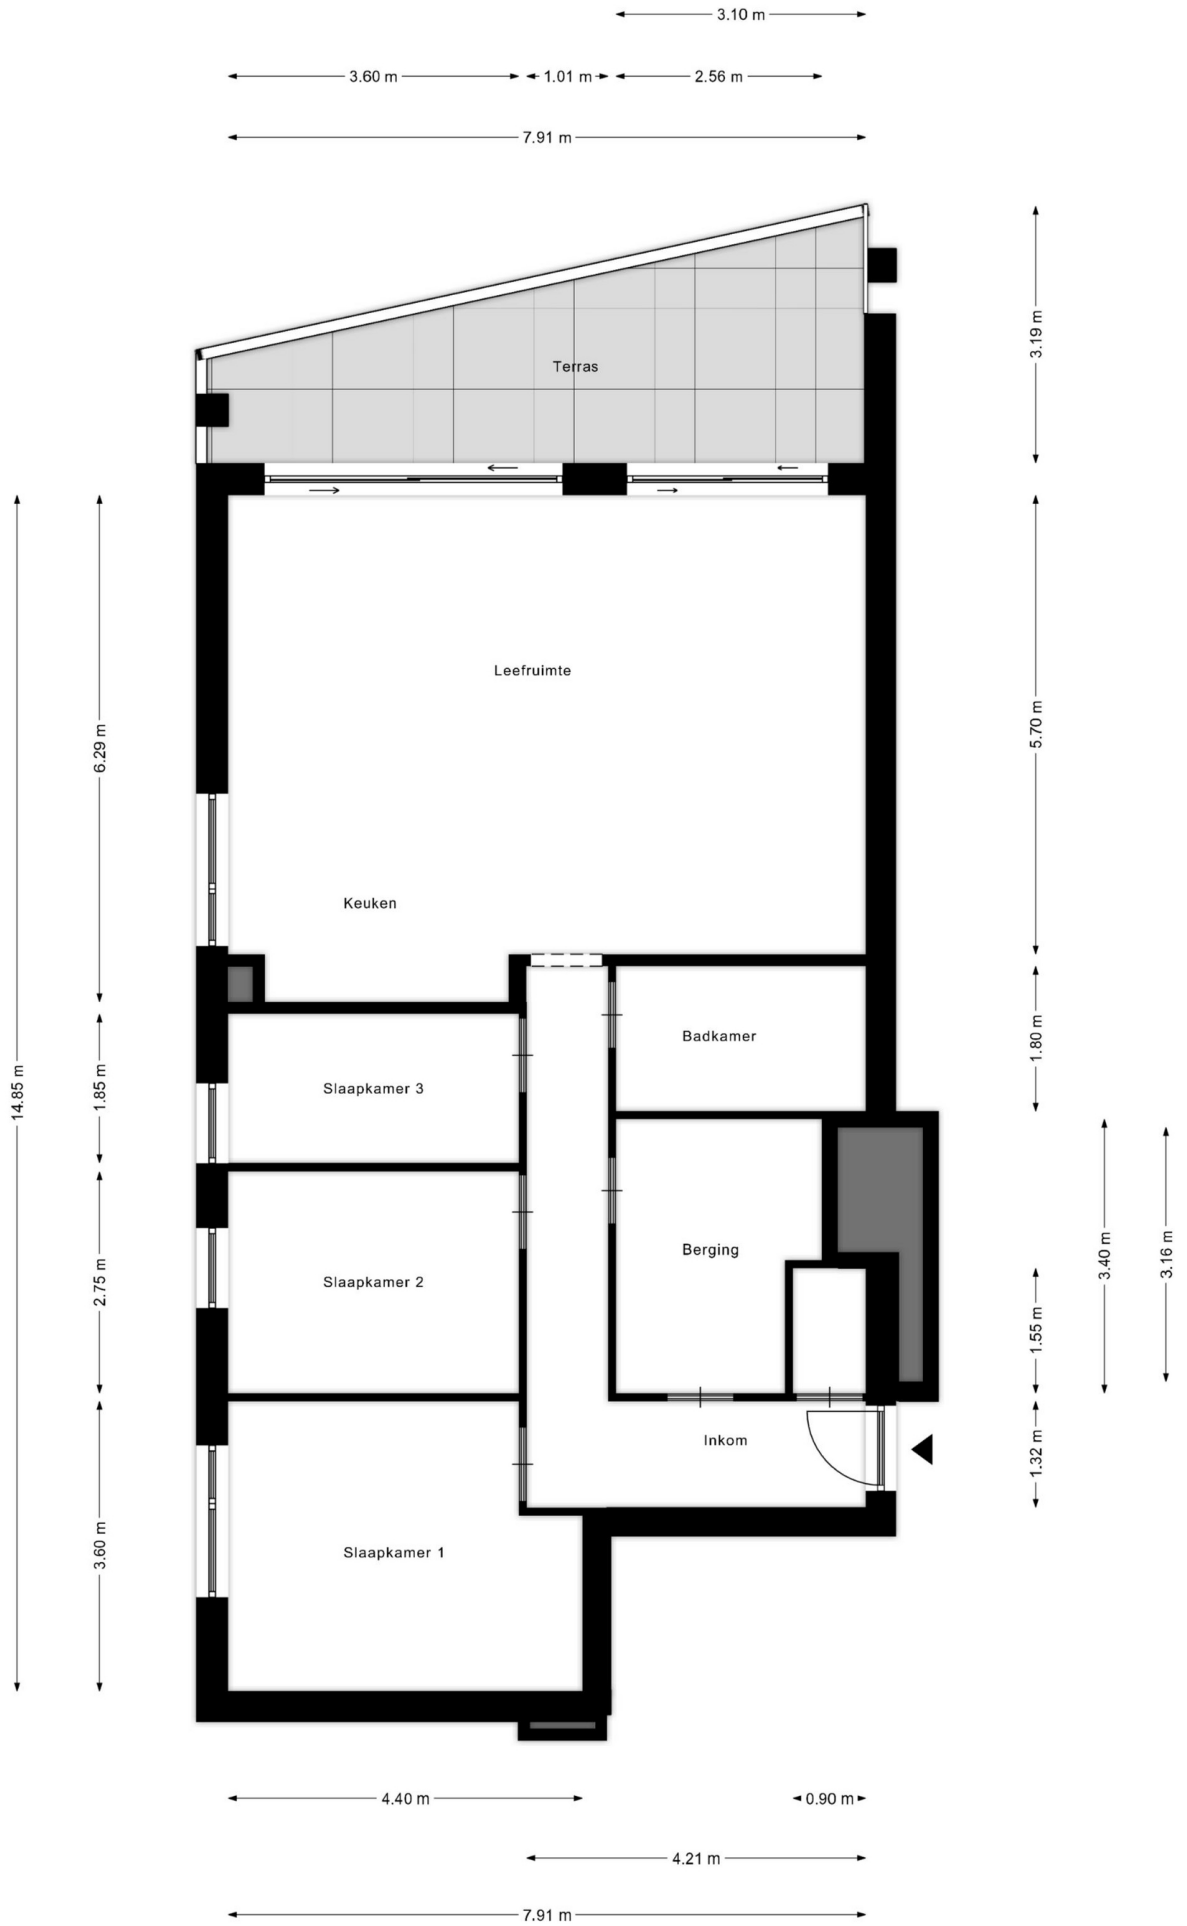 3.10 m
3.60 m
1.01 m
2.56 m
7.91 m
Terras
3.19 m
Leefruimte
5.70 m
6.29 m
Keuken
Badkamer
1.80 m
Slaapkamer 3
1.85 m
14.85 m
Berging
3.40 m
3.16 m
Slaapkamer 2
2.75 m
1.55 m
Inkom
1.32 m
Slaapkamer 1
3.60 m
4.40 m
0.90 m
4.21 m
7.91 m